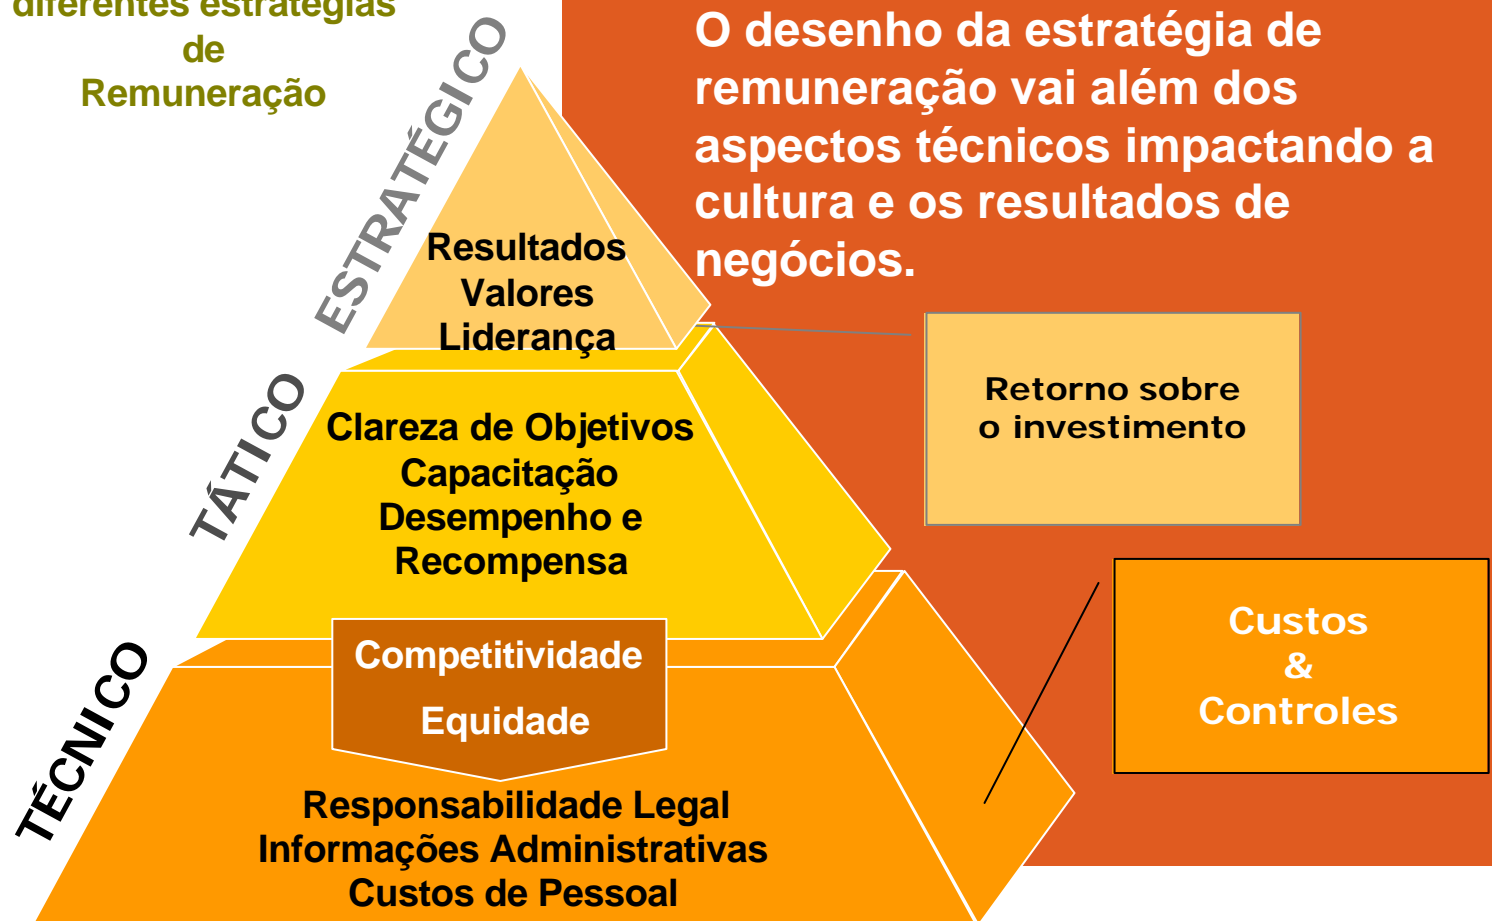 diferentes estratégias
de
Remuneração
O desenho da estratégia de
remuneração vai além dos
aspectos técnicos impactando a
cultura e os resultados de
negócios.
ESTRATÉGICO
Resultados
Valores
Liderança
Retorno sobre
o investimento
TÁTICO
Clareza de Objetivos
Capacitação
Desempenho e
Recompensa
Custos
&
Controles
TÉCNICO
Competitividade
Equidade
Responsabilidade Legal
Informações Administrativas
Custos de Pessoal